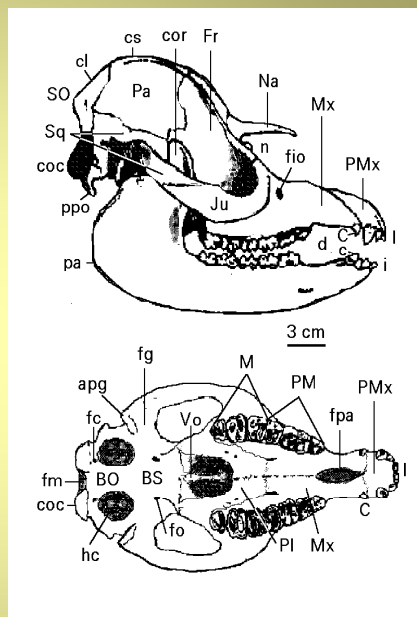 cs
cor
Fr
cl
SO
Pa
Na
Mx
Sq
n
fio
PMx
coc
ppo
Ju
d
C
I
c
i
pa
3 cm
fg
M
PM
apg
PMx
fc
Vo
fpa
fm
BO
BS
I
coc
C
hc
fo
Pl
Mx